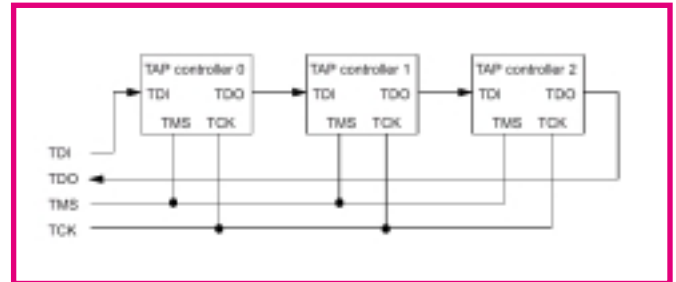 TAP controller 0
TAP controller 1
TAP controller 2
TDI TDO
TDI TDO
TDI TDO
TMS TCK
TMS TCK
TMS TCK
TDI
TDO
TMS
TCK